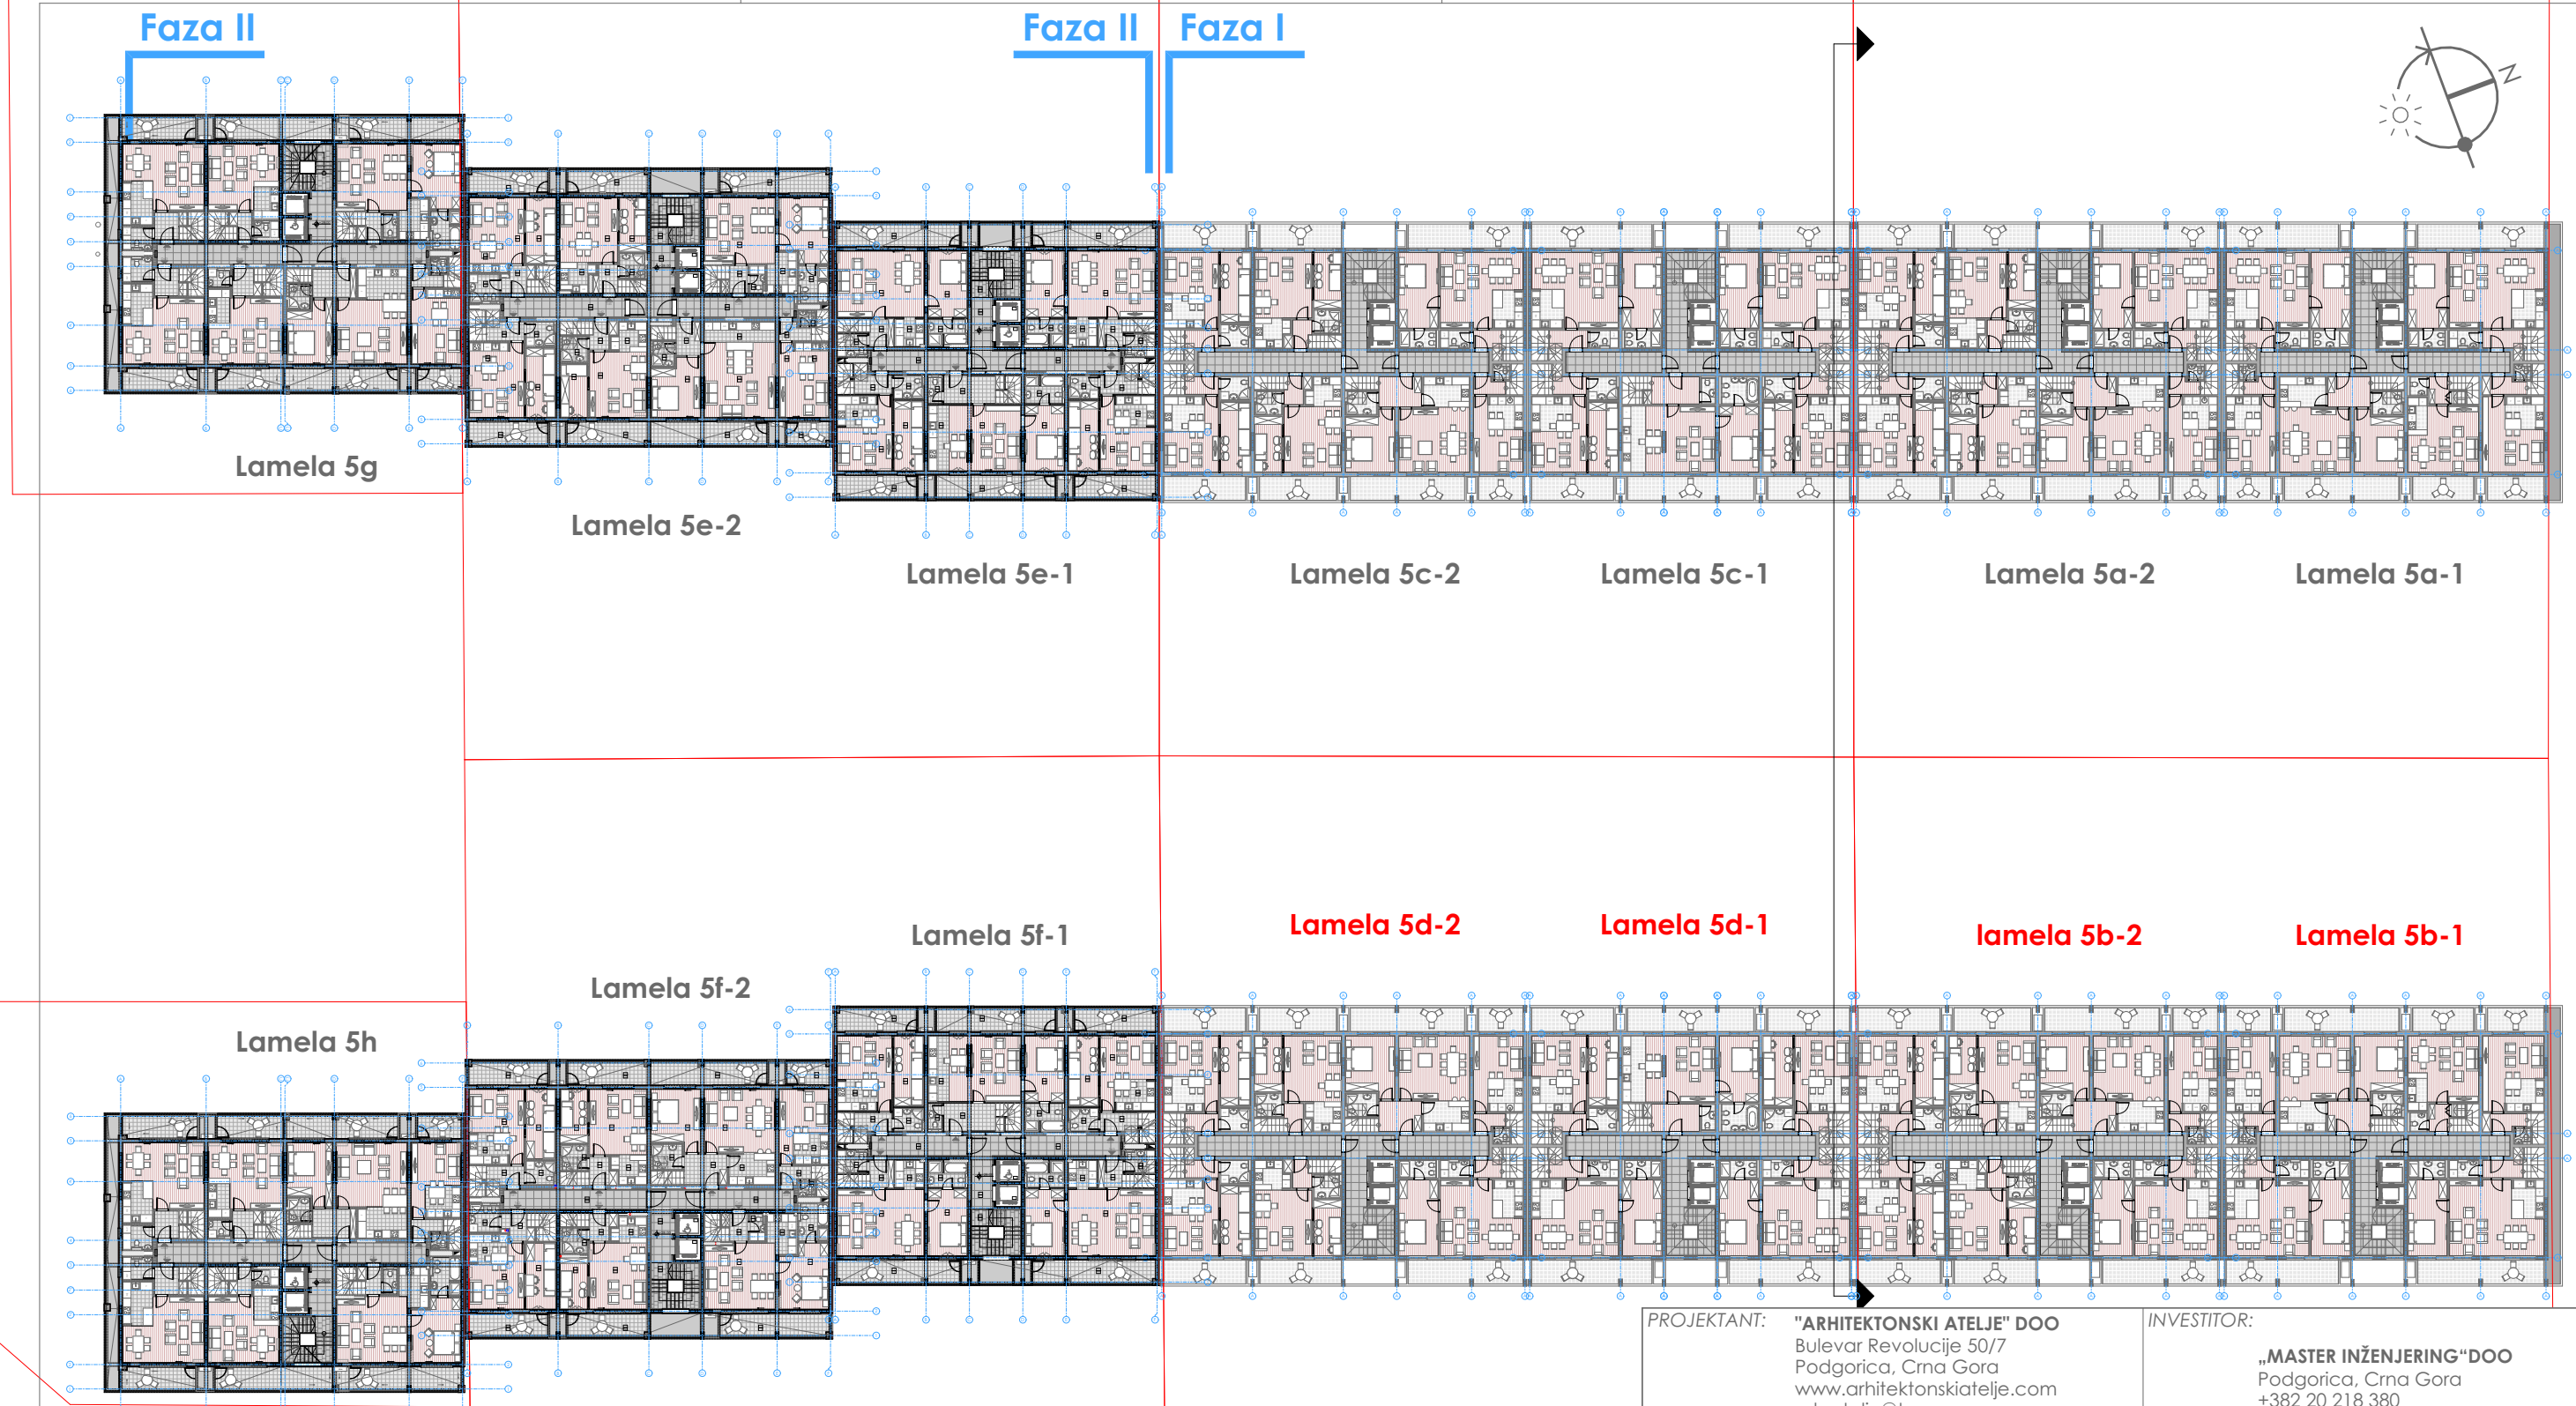 Faza II
Faza II
Faza I
N
Lamela 5g
Lamela 5e-2
Lamela 5e-1
Lamela 5c-2
Lamela 5c-1
Lamela 5a-2
Lamela 5a-1
Lamela 5d-2
Lamela 5d-1
lamela 5b-2
Lamela 5b-1
Lamela 5f-1
Lamela 5f-2
Lamela 5h
PROJEKTANT:
"ARHITEKTONSKI ATELJE" DOO
Bulevar Revolucije 50/7
Podgorica, Crna Gora
www.arhitektonskiatelje.com
INVESTITOR:
„MASTER INŽENJERING“DOO
Podgorica, Crna Gora
+382 20 218 380